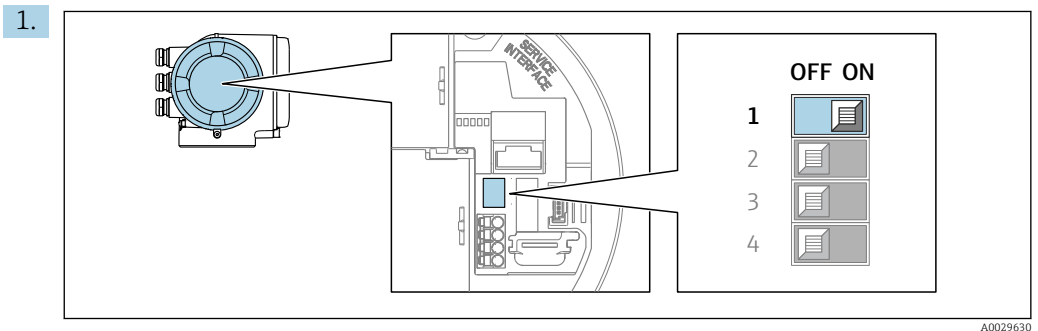 1.
SERVICE
INTERFACE
OFF ON
1
2
3
4
A0029630